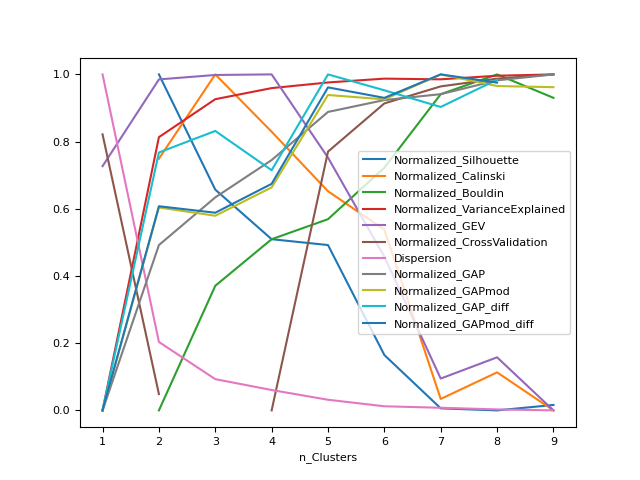 1.0
0.8
0.6
0.4
0.2
0.0
Normalized_Silhouette
Normalized_Calinski
Normalized_Bouldin
Normalized_VarianceExplained
Normalized_GEV
Normalized_CrossValidation
Dispersion
Normalized_GAP
Normalized_GAPmod
Normalized_GAP_diff
Normalized_GAPmod_diff
1 2 3 4 5 6 7 8 9
n_Clusters